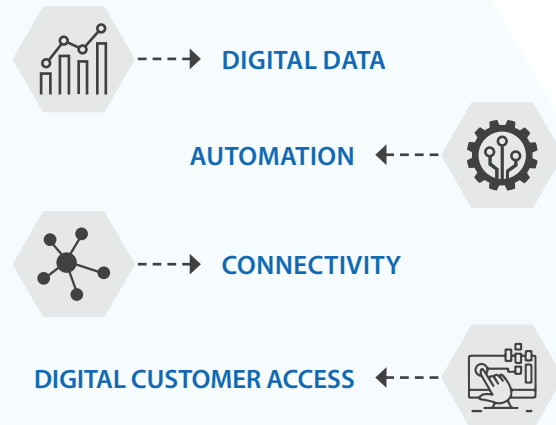 DIGITAL DATA
AUTOMATION
CONNECTIVITY
DIGITAL CUSTOMER ACCESS